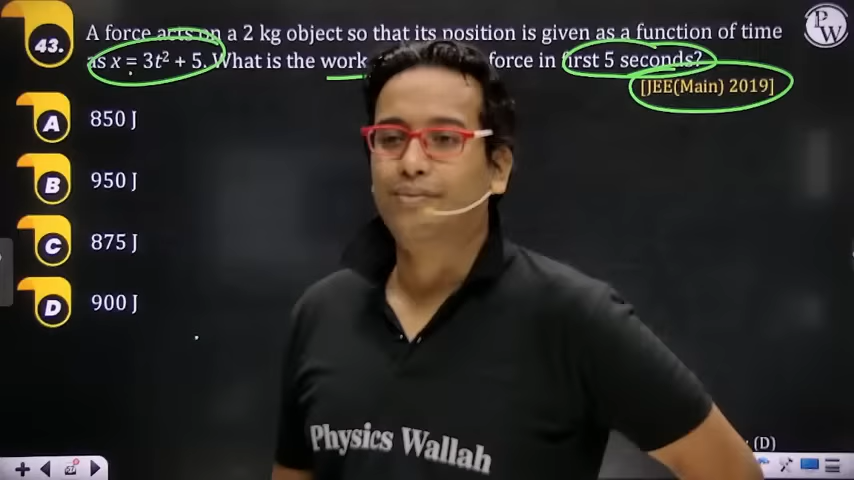 43.
A force acts on a 2 kg object so that its position is given as a function of time
as x = 3t² + 5. What is the work force in first 5 seconds?
[JEE(Main) 2019]
A 850 J
B 950 J
C 875 J
D 900 J
PW
Physics Wallah
(D)